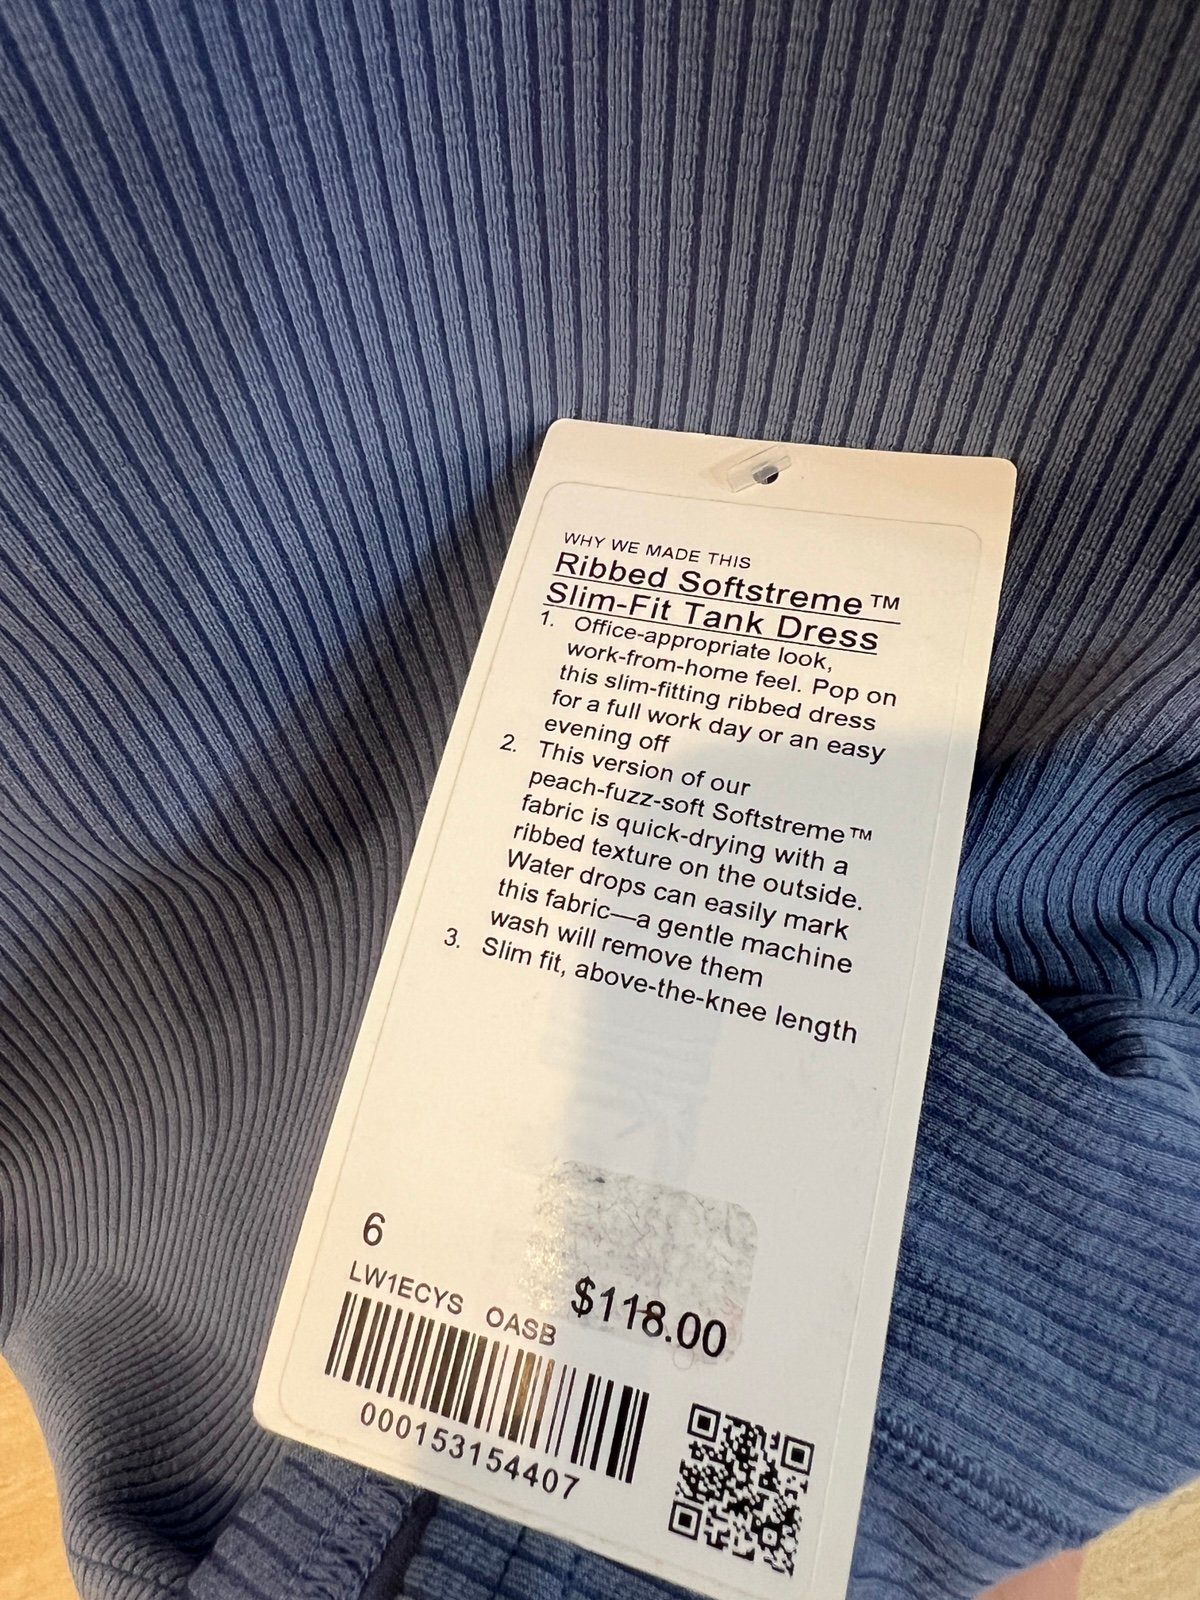 WHY WE MADE THIS
Ribbed Softstreme™
Slim-Fit Tank Dress
1. Office-appropriate look,
work-from-home feel. Pop on
this slim-fitting ribbed dress
for a full work day or an easy
evening off
2. This version of our
peach-fuzz-soft Softstreme™
fabric is quick-drying with a
ribbed texture on the outside.
Water drops can easily mark
this fabric—a gentle machine
wash will remove them
3. Slim fit, above-the-knee length
6
LW1ECYS OASB
$118.00
000153154407